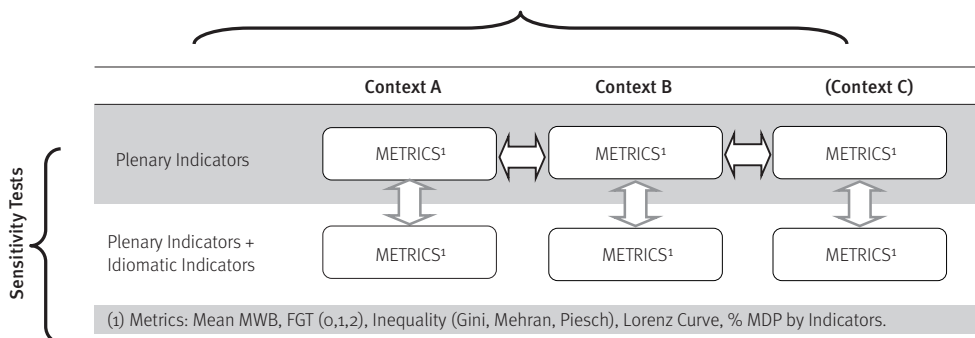 Context A Context B (Context C)
Sensitivity Tests
Plenary Indicators METRICS¹ METRICS¹ METRICS¹
Plenary Indicators +
Idiomatic Indicators METRICS¹ METRICS¹ METRICS¹
(1) Metrics: Mean MWB, FGT (0,1,2), Inequality (Gini, Mehran, Piesch), Lorenz Curve, % MDP by Indicators.